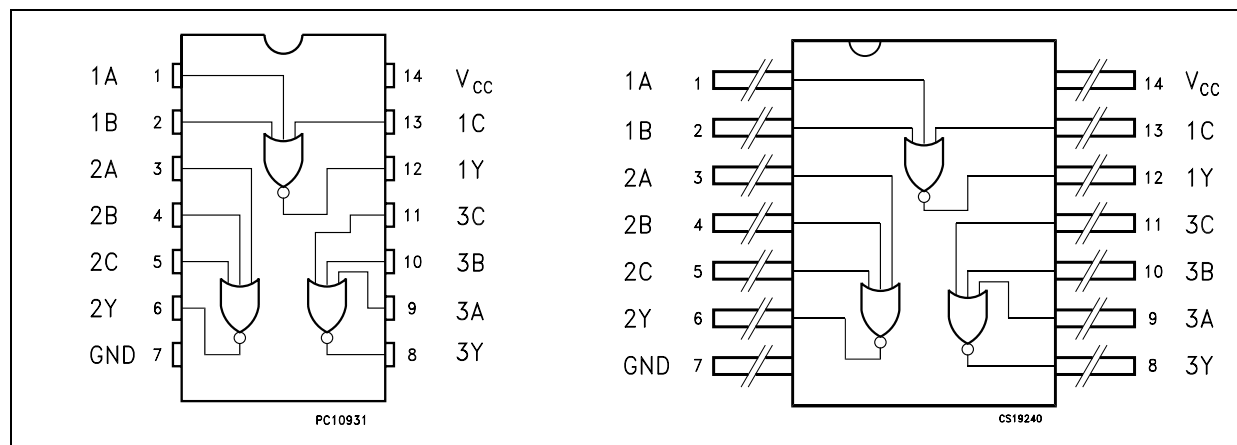 1A 1 14 VCC
1B 2 13 1C
2A 3 12 1Y
2B 4 11 3C
2C 5 10 3B
2Y 6 9 3A
GND 7 8 3Y
PC10931
1A 1 14 VCC
1B 2 13 1C
2A 3 12 1Y
2B 4 11 3C
2C 5 10 3B
2Y 6 9 3A
GND 7 8 3Y
CS19240